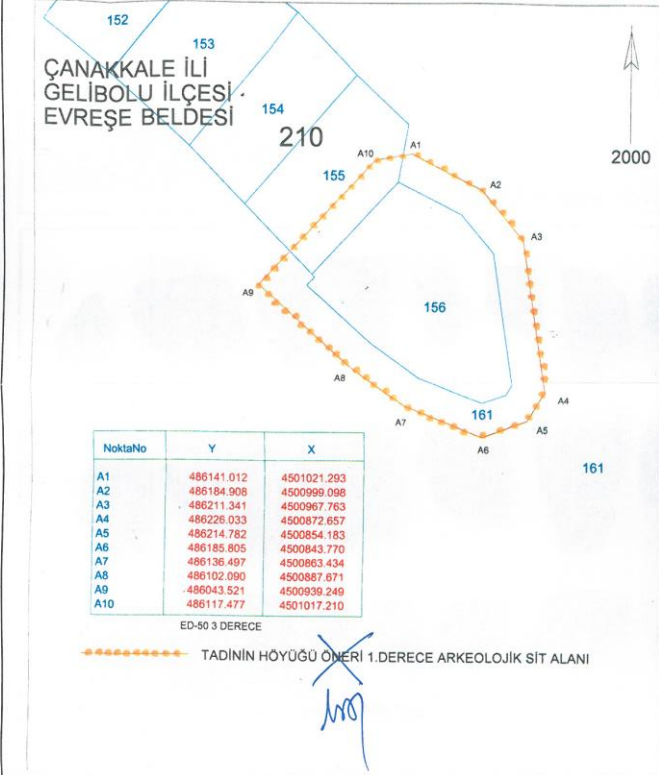 152
153
ÇANAKKALE İLİ
GELİBOLU İLÇESİ
EVREŞE BELDESİ
154
210
2000
A10
A1
155
A2
A3
A9
156
A8
A4
A7
161
A5
A6
161
NoktaNo Y X
A1 486141.012 4501021.293
A2 486184.908 4500999.098
A3 486211.341 4500967.763
A4 486226.033 4500872.657
A5 486214.782 4500854.183
A6 486185.805 4500843.770
A7 486136.497 4500863.434
A8 486102.090 4500887.671
A9 486043.521 4500939.249
A10 486117.477 4501017.210
ED-50 3 DERECE
TADİNİN HÖYÜĞÜ ÖNERİ 1.DERECE ARKEOLOJİK SİT ALANI